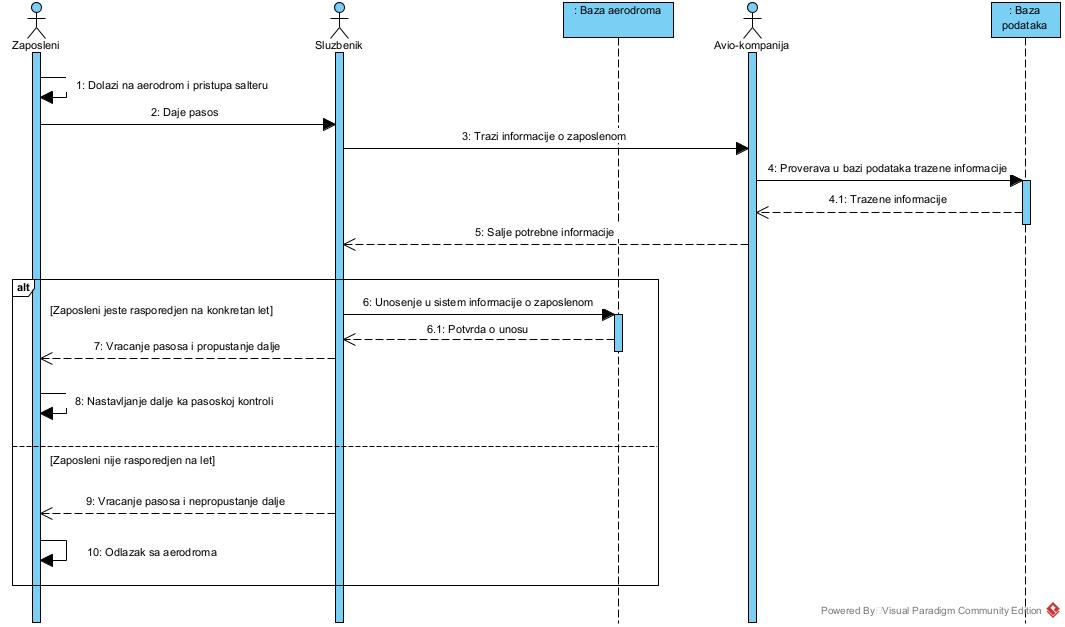 Zaposleni
Sluzbenik
: Baza aerodroma
Avio-kompanija
: Baza
podataka
1: Dolazi na aerodrom i pristupa salteru
2: Daje pasos
3: Trazi informacije o zaposlenom
4: Proverava u bazi podataka trazene informacije
4.1: Trazene informacije
5: Salje potrebne informacije
alt
[Zaposleni jeste rasporedjen na konkretan let]
6: Unosenje u sistem informacije o zaposlenom
6.1: Potvrda o unosu
7: Vracanje pasosa i propustanje dalje
8: Nastavljanje dalje ka pasoskoj kontroli
[Zaposleni nije rasporedjen na let]
9: Vracanje pasosa i nepropustanje dalje
10: Odlazak sa aerodroma
Powered By Visual Paradigm Community Edition